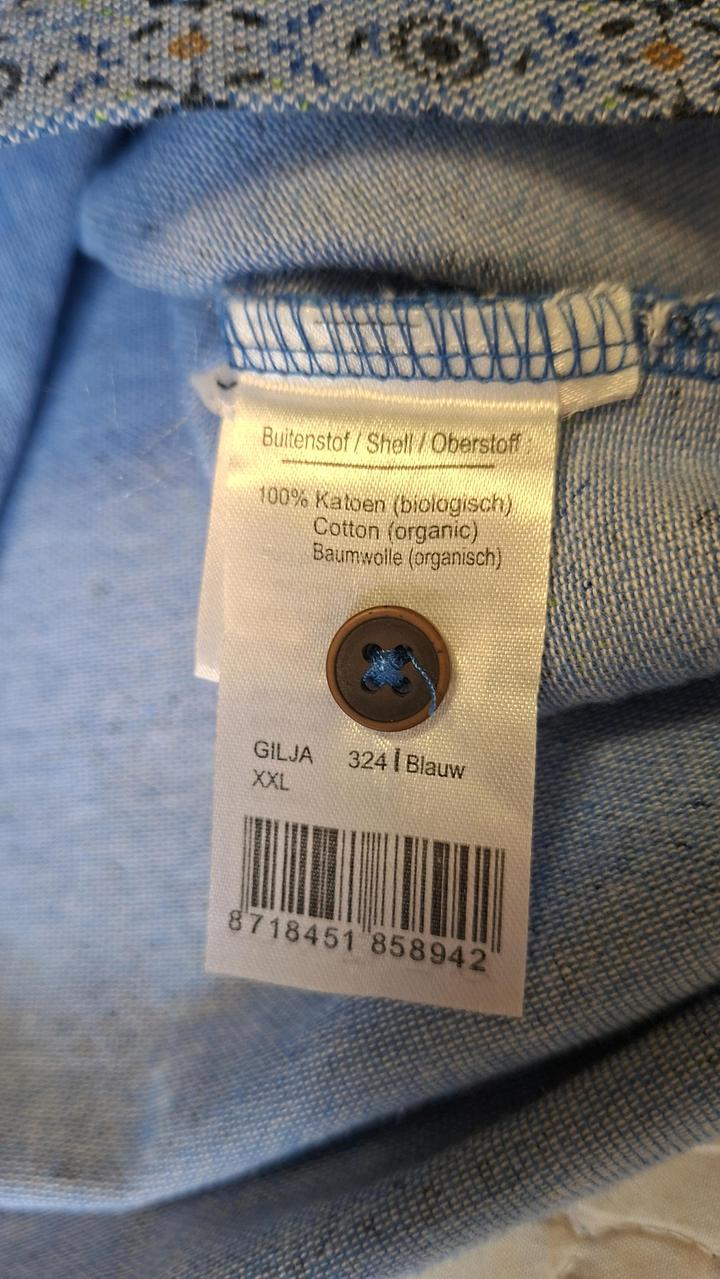 Buitenstof / Shell / Oberstoff
100% Katoen (biologisch)
Cotton (organic)
Baumwolle (organisch)
GILJA 324 | Blauw
XXL
8718451 858942